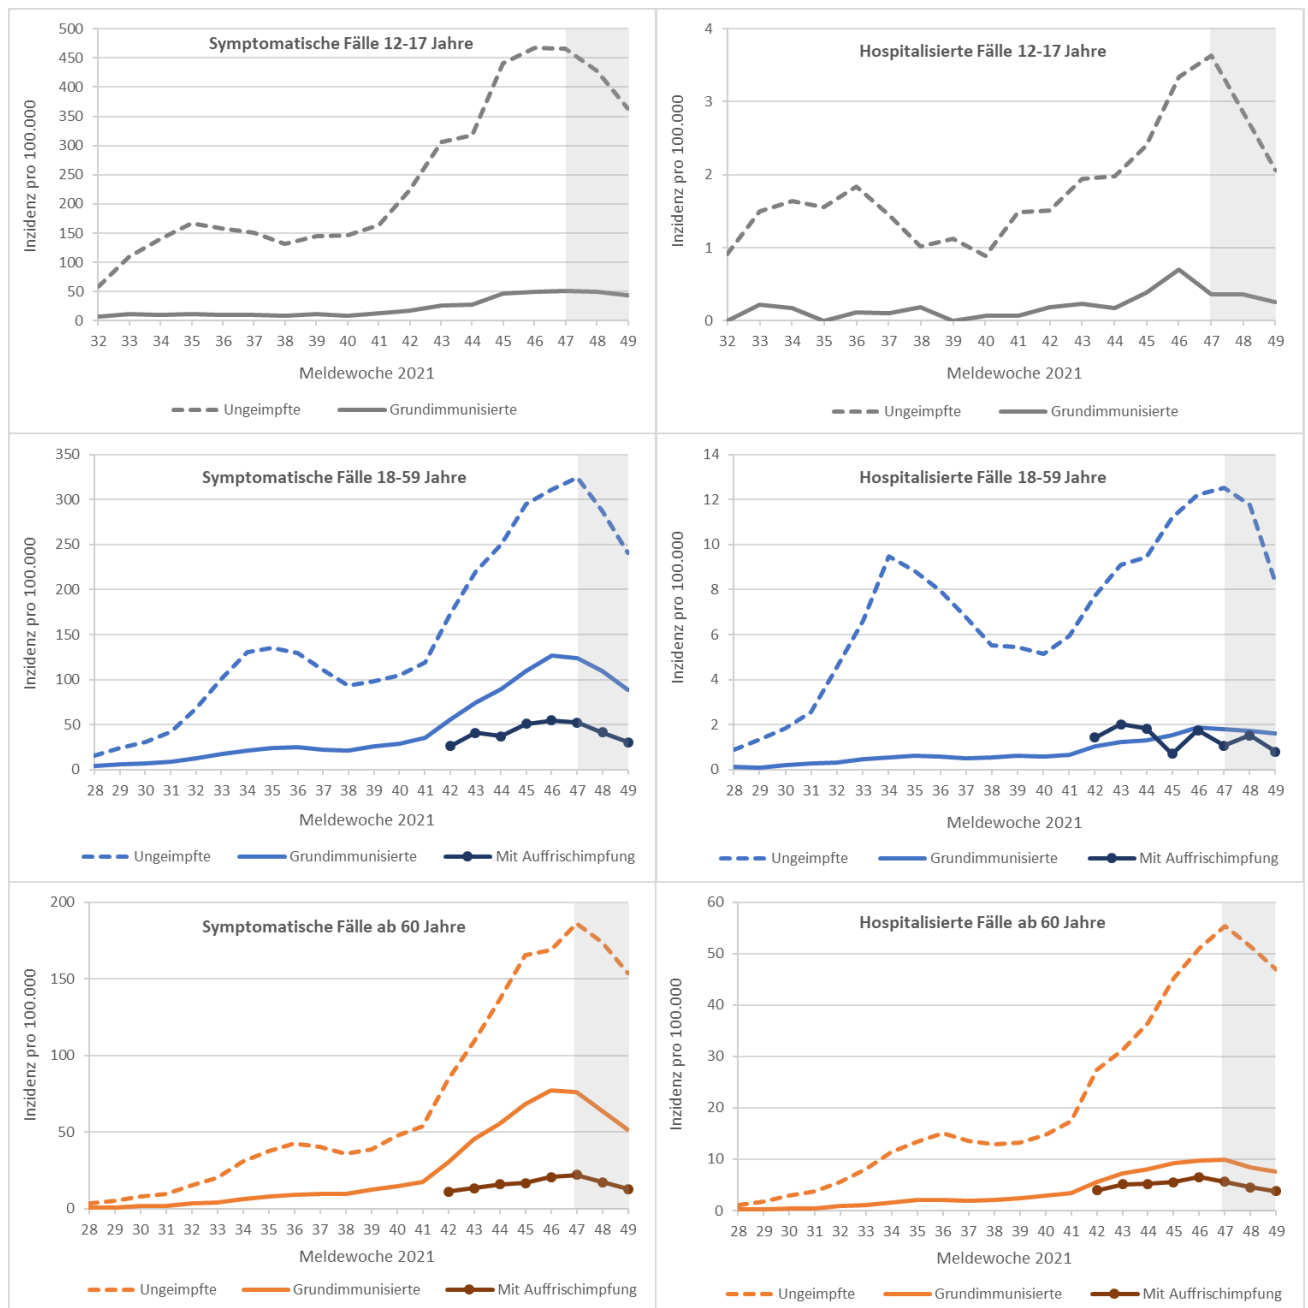 Symptomatische Fälle 12-17 Jahre
Inzidenz pro 100.000
500
450
400
350
300
250
200
150
100
50
0
32 33 34 35 36 37 38 39 40 41 42 43 44 45 46 47 48 49
Meldewoche 2021
Ungeimpfte Grundimmunisierte
Hospitalisierte Fälle 12-17 Jahre
Inzidenz pro 100.000
4
3
2
1
0
32 33 34 35 36 37 38 39 40 41 42 43 44 45 46 47 48 49
Meldewoche 2021
Ungeimpfte Grundimmunisierte
Symptomatische Fälle 18-59 Jahre
Inzidenz pro 100.000
350
300
250
200
150
100
50
0
28 29 30 31 32 33 34 35 36 37 38 39 40 41 42 43 44 45 46 47 48 49
Meldewoche 2021
Ungeimpfte Grundimmunisierte Mit Auffrischimpfung
Hospitalisierte Fälle 18-59 Jahre
Inzidenz pro 100.000
14
12
10
8
6
4
2
0
28 29 30 31 32 33 34 35 36 37 38 39 40 41 42 43 44 45 46 47 48 49
Meldewoche 2021
Ungeimpfte Grundimmunisierte Mit Auffrischimpfung
Symptomatische Fälle ab 60 Jahre
Inzidenz pro 100.000
200
150
100
50
0
28 29 30 31 32 33 34 35 36 37 38 39 40 41 42 43 44 45 46 47 48 49
Meldewoche 2021
Ungeimpfte Grundimmunisierte Mit Auffrischimpfung
Hospitalisierte Fälle ab 60 Jahre
Inzidenz pro 100.000
60
50
40
30
20
10
0
28 29 30 31 32 33 34 35 36 37 38 39 40 41 42 43 44 45 46 47 48 49
Meldewoche 2021
Ungeimpfte Grundimmunisierte Mit Auffrischimpfung